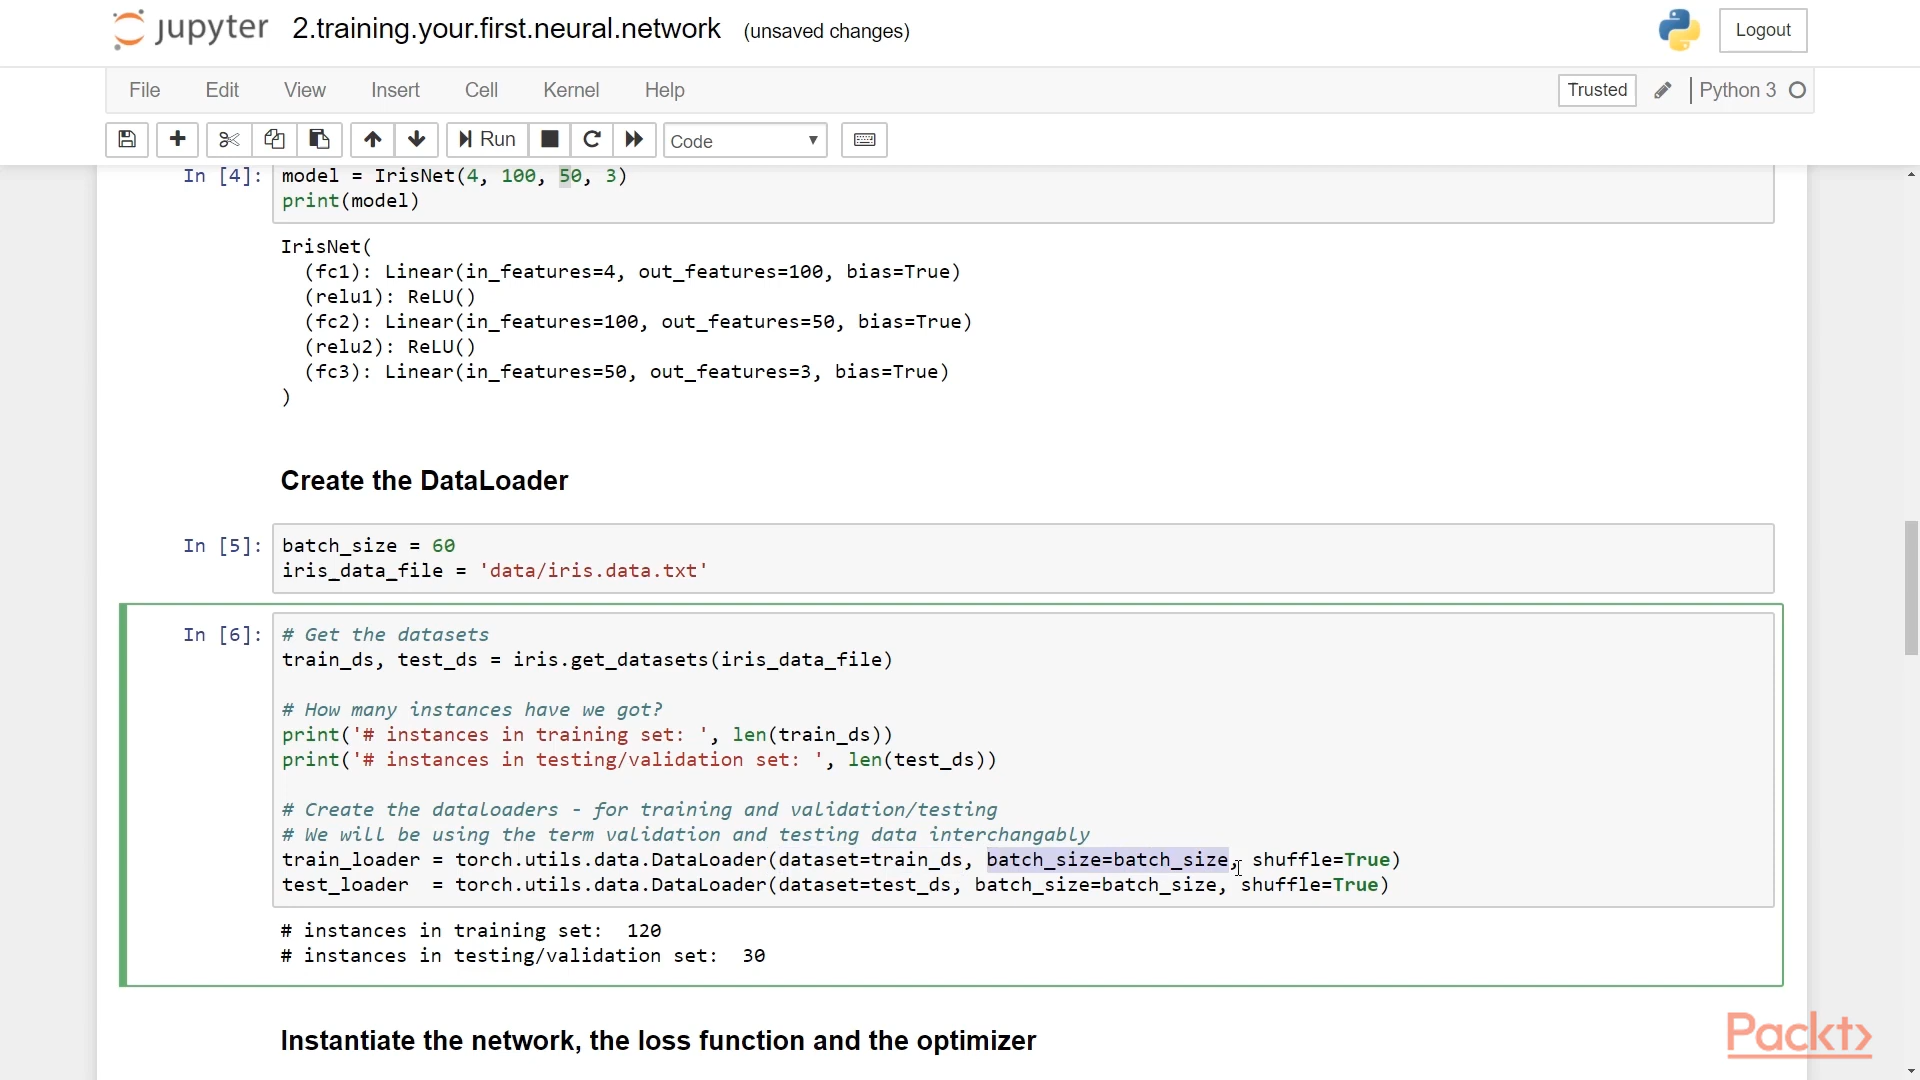 jupyter 2.training.your.first.neural.network (unsaved changes) Logout
File Edit View Insert Cell Kernel Help Trusted Python 3
Run Code
In [4]: model = IrisNet(4, 100, 50, 3)
print(model)
IrisNet(
  (fc1): Linear(in_features=4, out_features=100, bias=True)
  (relu1): ReLU()
  (fc2): Linear(in_features=100, out_features=50, bias=True)
  (relu2): ReLU()
  (fc3): Linear(in_features=50, out_features=3, bias=True)
)
Create the DataLoader
In [5]: batch_size = 60
iris_data_file = 'data/iris.data.txt'
In [6]: # Get the datasets
train_ds, test_ds = iris.get_datasets(iris_data_file)
# How many instances have we got?
print('# instances in training set: ', len(train_ds))
print('# instances in testing/validation set: ', len(test_ds))
# Create the dataloaders - for training and validation/testing
# We will be using the term validation and testing data interchangably
train_loader = torch.utils.data.DataLoader(dataset=train_ds, batch_size=batch_size, shuffle=True)
test_loader  = torch.utils.data.DataLoader(dataset=test_ds, batch_size=batch_size, shuffle=True)
# instances in training set:  120
# instances in testing/validation set:  30
Instantiate the network, the loss function and the optimizer
Packt>